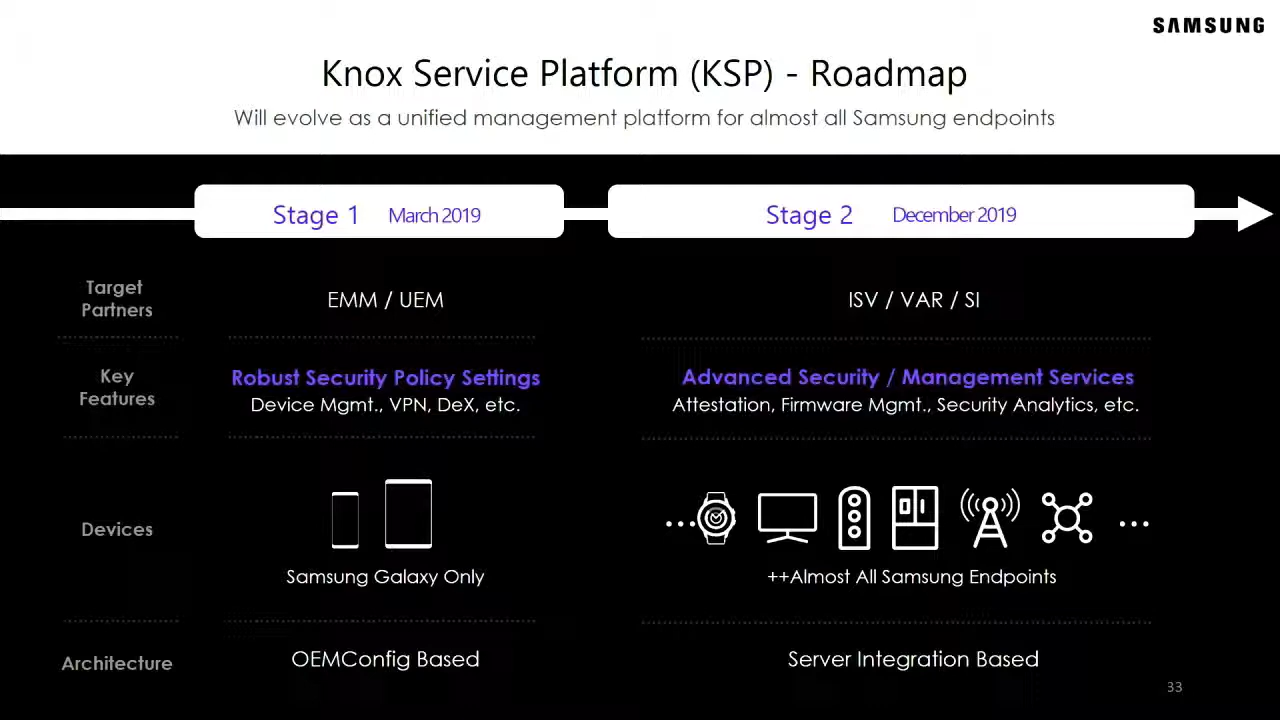 SAMSUNG
Knox Service Platform (KSP) - Roadmap
Will evolve as a unified management platform for almost all Samsung endpoints
Stage 1 March 2019
Stage 2 December 2019
Target
Partners
EMM / UEM
ISV / VAR / SI
Key
Features
Robust Security Policy Settings
Device Mgmt., VPN, DeX, etc.
Advanced Security / Management Services
Attestation, Firmware Mgmt., Security Analytics, etc.
Devices
...
...
Samsung Galaxy Only
++Almost All Samsung Endpoints
Architecture
OEMConfig Based
Server Integration Based
33